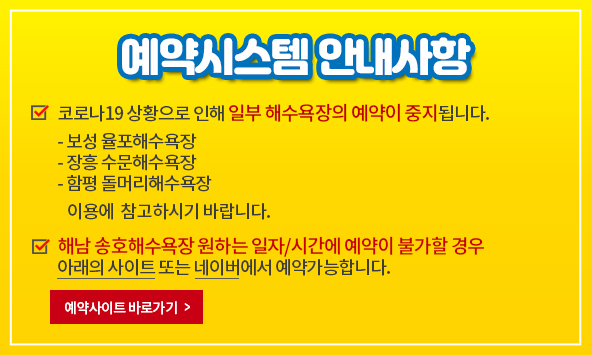 예약시스템 안내사항
코로나19 상황으로 인해 일부 해수욕장의 예약이 중지됩니다.
- 보성 율포해수욕장
- 장흥 수문해수욕장
- 함평 돌머리해수욕장
이용에 참고하시기 바랍니다.
해남 송호해수욕장 원하는 일자/시간에 예약이 불가할 경우
아래의 사이트 또는 네이버에서 예약가능합니다.
예약사이트 바로가기 >